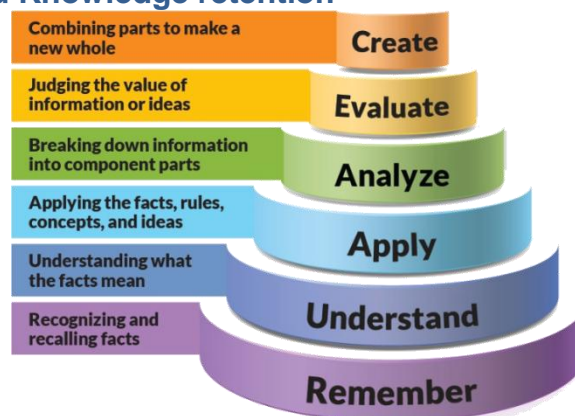 Knowledge retention
Combining parts to make a
new whole
Create
Judging the value of
information or ideas
Evaluate
Breaking down information
into component parts
Analyze
Applying the facts, rules,
concepts, and ideas
Apply
Understanding what
the facts mean
Understand
Recognizing and
recalling facts
Remember